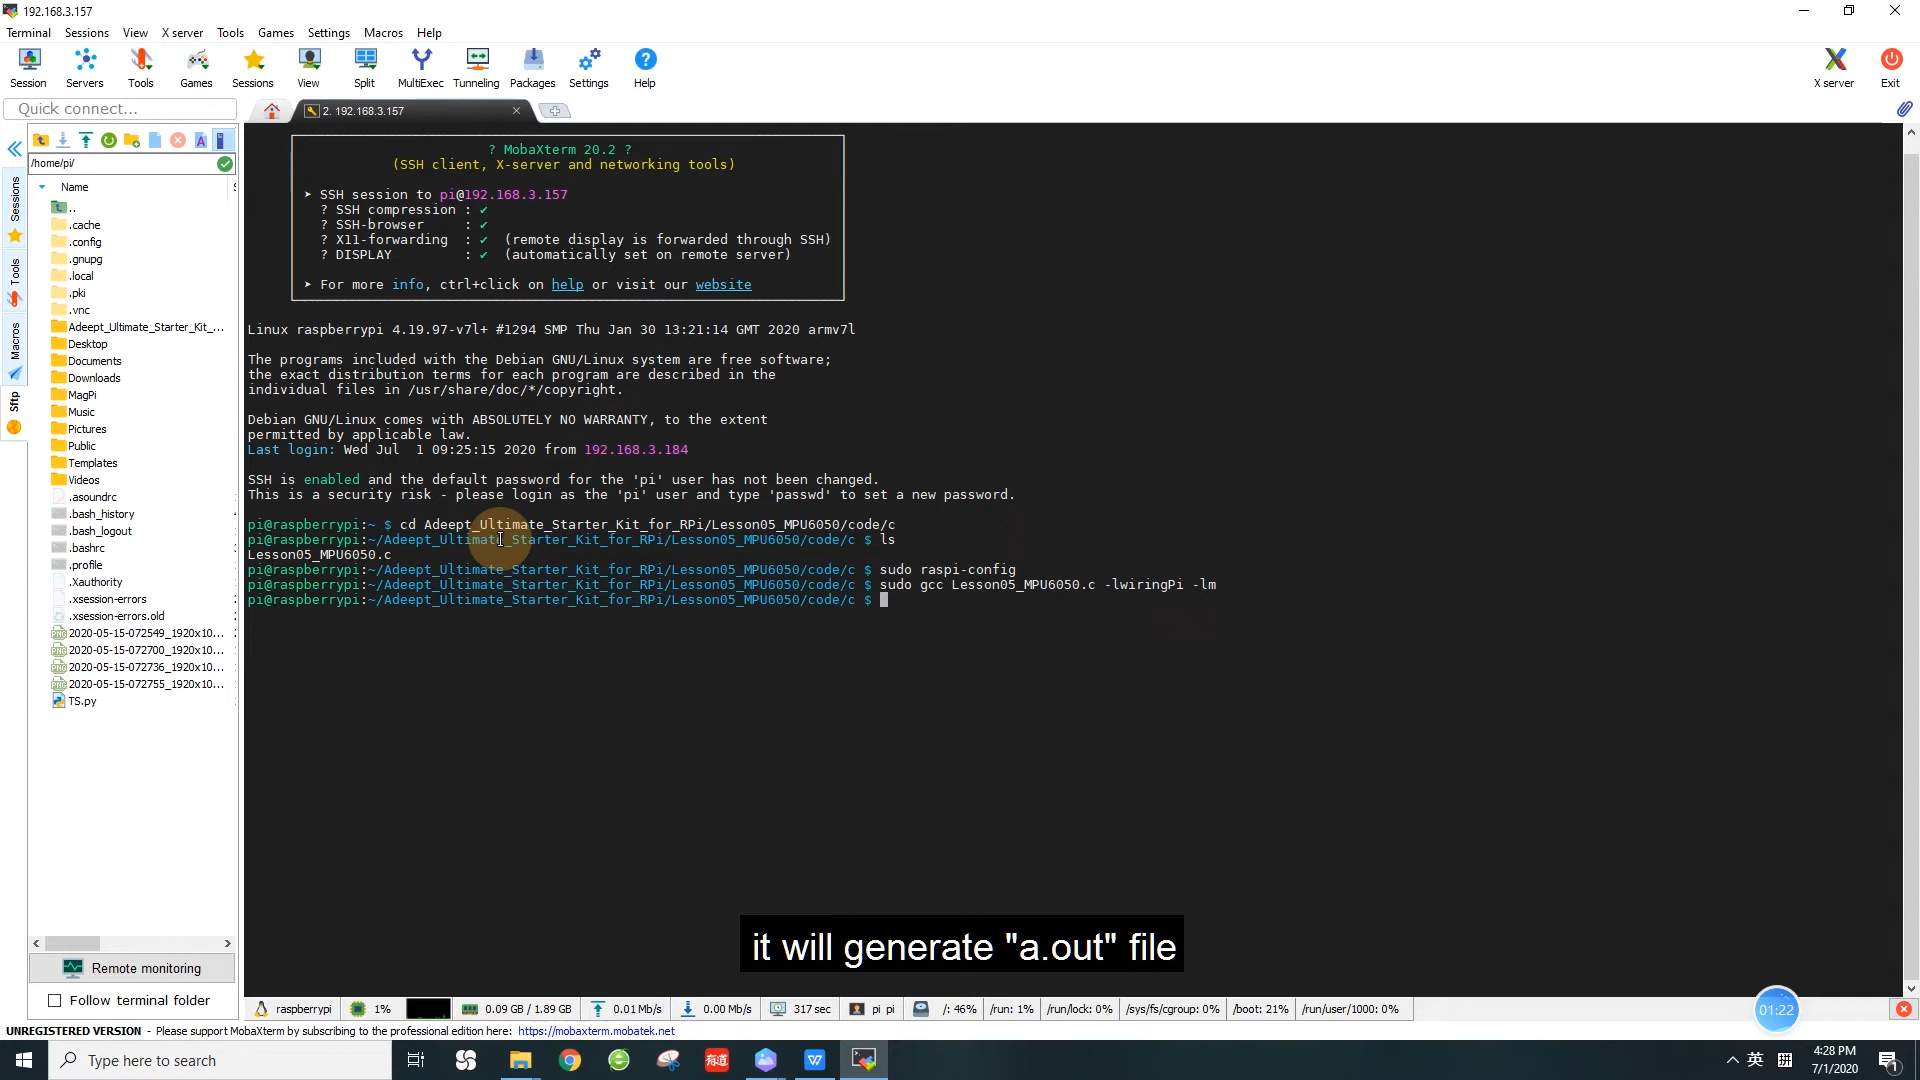 192.168.3.157
Terminal Sessions View X server Tools Games Settings Macros Help
Session Servers Tools Games Sessions View Split MultiExec Tunneling Packages Settings Help X server Exit
Quick connect...
2. 192.168.3.157
/home/pi/
Name
..
.cache
.config
.gnupg
.local
.pki
.vnc
Adeept_Ultimate_Starter_Kit_...
Desktop
Documents
Downloads
MagPi
Music
Pictures
Public
Templates
Videos
.asoundrc
.bash_history
.bash_logout
.bashrc
.profile
.Xauthority
.xsession-errors
.xsession-errors.old
2020-05-15-072549_1920x10...
2020-05-15-072700_1920x10...
2020-05-15-072736_1920x10...
2020-05-15-072755_1920x10...
TS.py
Sessions
Tools
Macros
Sftp
Remote monitoring
Follow terminal folder
? MobaXterm 20.2 ?
(SSH client, X-server and networking tools)
➤ SSH session to pi@192.168.3.157
? SSH compression : ✔
? SSH-browser : ✔
? X11-forwarding : ✔ (remote display is forwarded through SSH)
? DISPLAY : ✔ (automatically set on remote server)
➤ For more info, ctrl+click on help or visit our website
Linux raspberrypi 4.19.97-v7l+ #1294 SMP Thu Jan 30 13:21:14 GMT 2020 armv7l
The programs included with the Debian GNU/Linux system are free software;
the exact distribution terms for each program are described in the
individual files in /usr/share/doc/*/copyright.
Debian GNU/Linux comes with ABSOLUTELY NO WARRANTY, to the extent
permitted by applicable law.
Last login: Wed Jul  1 09:25:15 2020 from 192.168.3.184
SSH is enabled and the default password for the 'pi' user has not been changed.
This is a security risk - please login as the 'pi' user and type 'passwd' to set a new password.
pi@raspberrypi:~ $ cd Adeept_Ultimate_Starter_Kit_for_RPi/Lesson05_MPU6050/code/c
pi@raspberrypi:~/Adeept_Ultimate_Starter_Kit_for_RPi/Lesson05_MPU6050/code/c $ ls
Lesson05_MPU6050.c
pi@raspberrypi:~/Adeept_Ultimate_Starter_Kit_for_RPi/Lesson05_MPU6050/code/c $ sudo raspi-config
pi@raspberrypi:~/Adeept_Ultimate_Starter_Kit_for_RPi/Lesson05_MPU6050/code/c $ sudo gcc Lesson05_MPU6050.c -lwiringPi -lm
pi@raspberrypi:~/Adeept_Ultimate_Starter_Kit_for_RPi/Lesson05_MPU6050/code/c $
it will generate "a.out" file
raspberrypi 1% 0.09 GB / 1.89 GB 0.01 Mb/s 0.00 Mb/s 317 sec pi pi /: 46% /run: 1% /run/lock: 0% /sys/fs/cgroup: 0% /boot: 21% /run/user/1000: 0%
01:22
UNREGISTERED VERSION - Please support MobaXterm by subscribing to the professional edition here: https://mobaxterm.mobatek.net
Type here to search
有道
英
拼
4:28 PM
7/1/2020
1